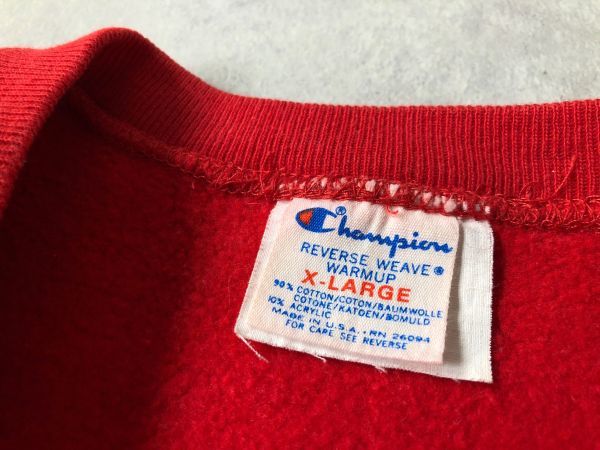 Champion®
REVERSE WEAVE®
WARMUP
X-LARGE
90% COTTON/COTON/BAUMWOLLE
COTONE/KATOEN/BOMULD
10% ACRYLIC
MADE IN U.S.A. • RN 26094
FOR CARE SEE REVERSE